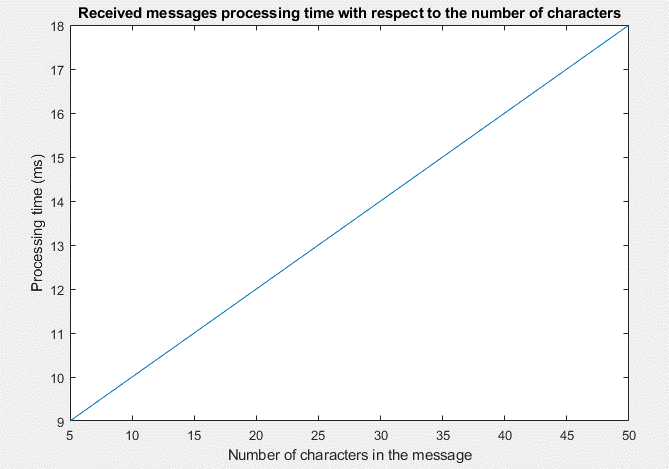 Received messages processing time with respect to the number of characters
18
17
16
15
14
13
12
11
10
9
Processing time (ms)
5 10 15 20 25 30 35 40 45 50
Number of characters in the message